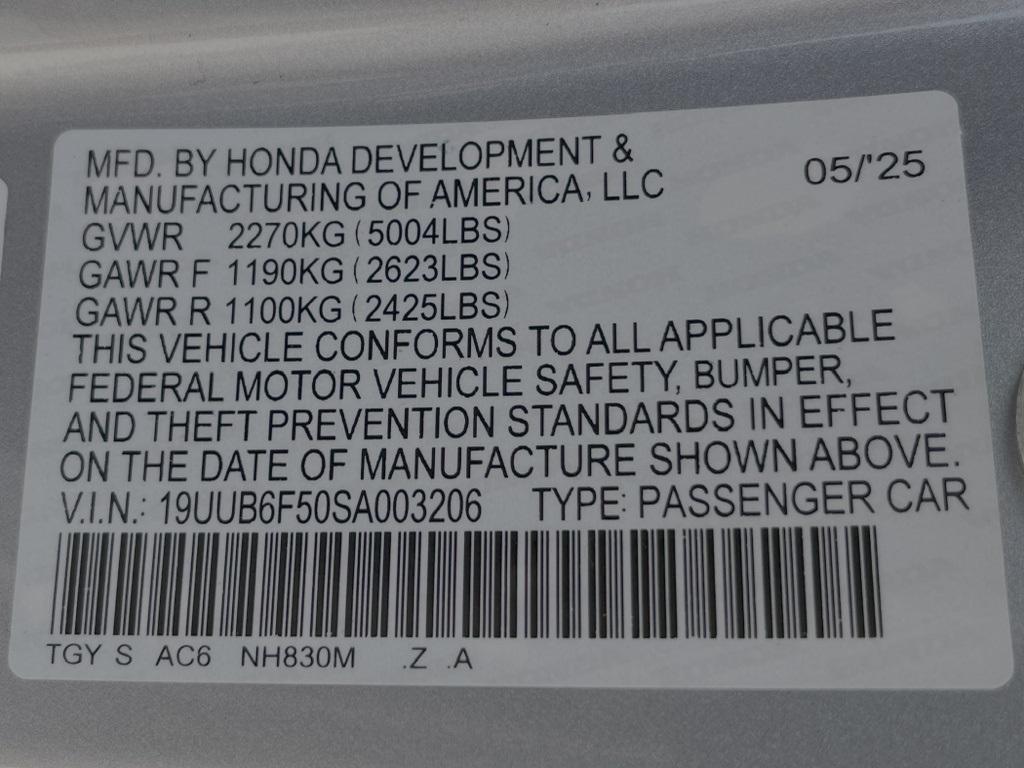 MFD. BY HONDA DEVELOPMENT &
MANUFACTURING OF AMERICA, LLC 05/'25
GVWR 2270KG (5004LBS)
GAWR F 1190KG (2623LBS)
GAWR R 1100KG (2425LBS)
THIS VEHICLE CONFORMS TO ALL APPLICABLE
FEDERAL MOTOR VEHICLE SAFETY, BUMPER,
AND THEFT PREVENTION STANDARDS IN EFFECT
ON THE DATE OF MANUFACTURE SHOWN ABOVE.
V.I.N.: 19UUB6F50SA003206 TYPE: PASSENGER CAR
TGY S AC6 NH830M .Z .A